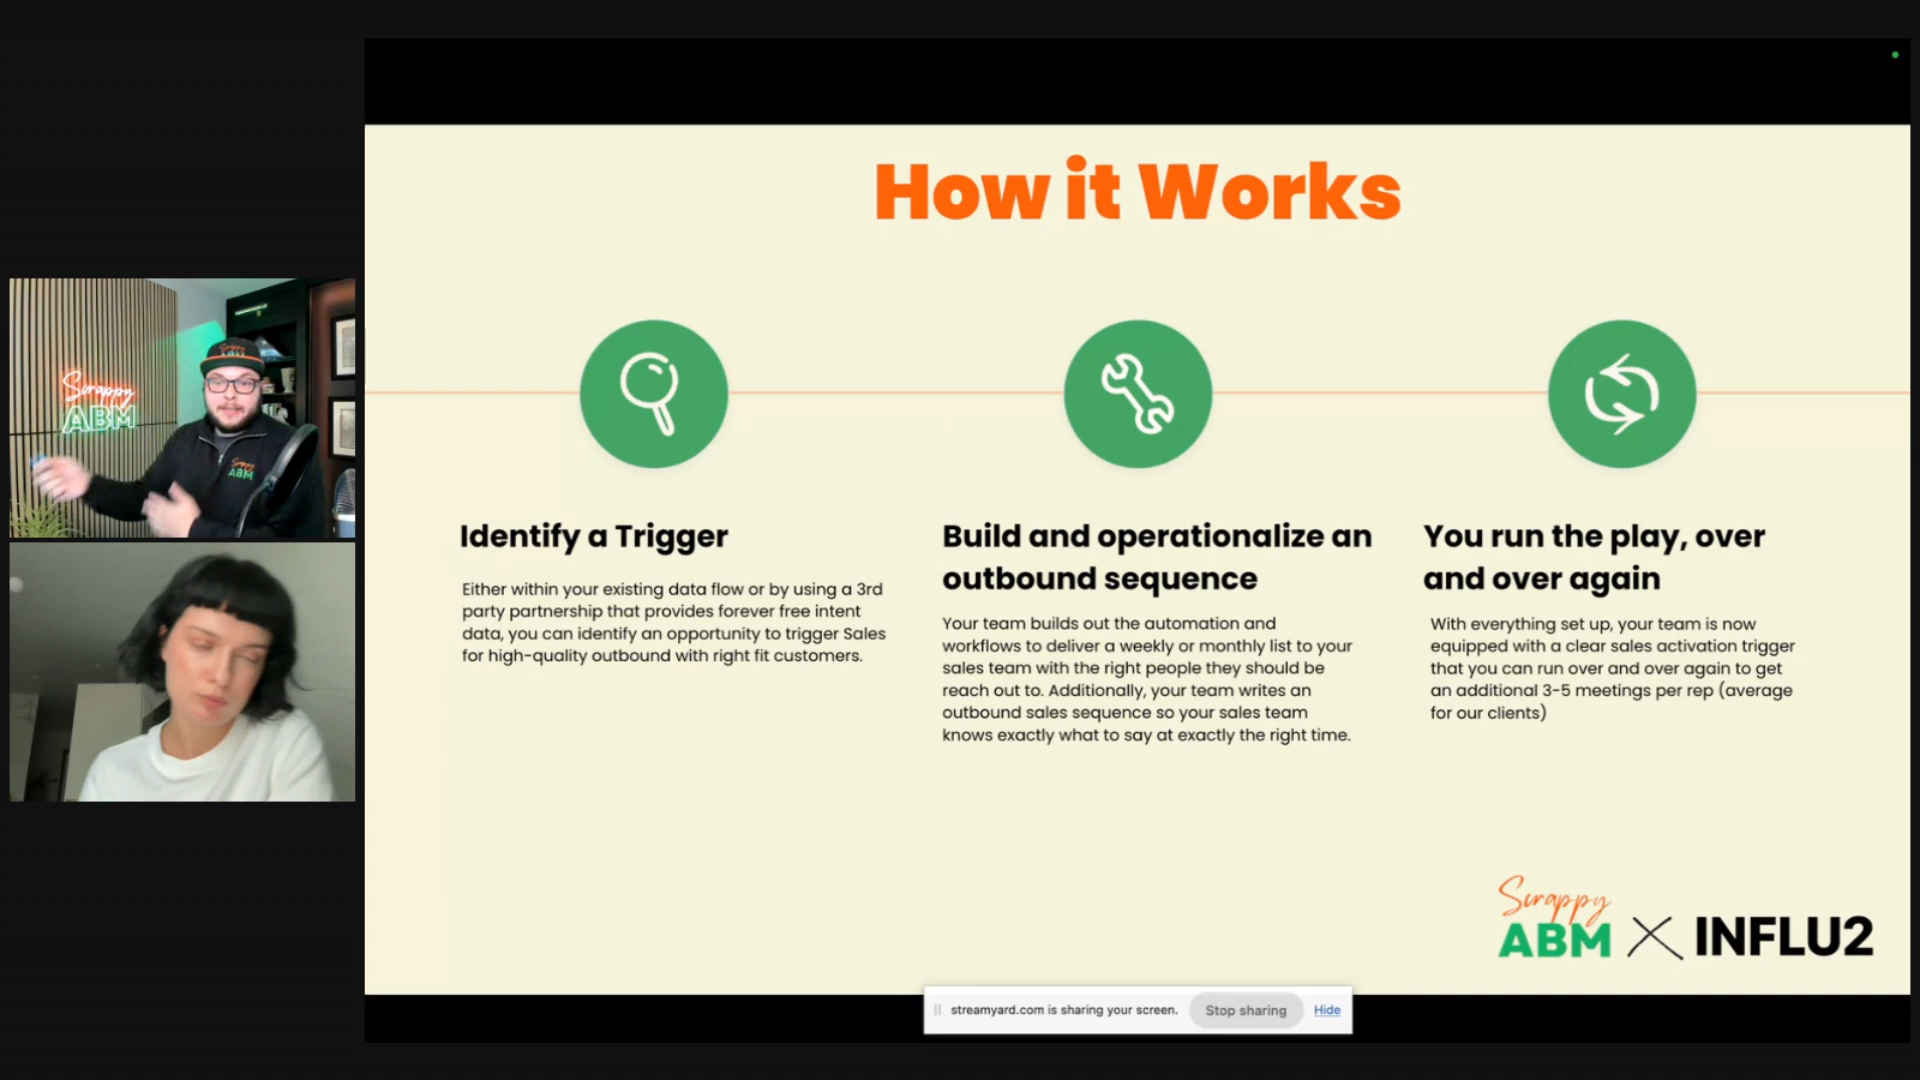 How it Works
Scrappy
ABM
Scrappy
ABM
Scrappy
ABM
Identify a Trigger
Either within your existing data flow or by using a 3rd
party partnership that provides forever free intent
data, you can identify an opportunity to trigger Sales
for high-quality outbound with right fit customers.
Build and operationalize an
outbound sequence
Your team builds out the automation and
workflows to deliver a weekly or monthly list to your
sales team with the right people they should be
reach out to. Additionally, your team writes an
outbound sales sequence so your sales team
knows exactly what to say at exactly the right time.
You run the play, over
and over again
With everything set up, your team is now
equipped with a clear sales activation trigger
that you can run over and over again to get
an additional 3-5 meetings per rep (average
for our clients)
Scrappy
ABM X INFLU2
streamyard.com is sharing your screen. Stop sharing Hide